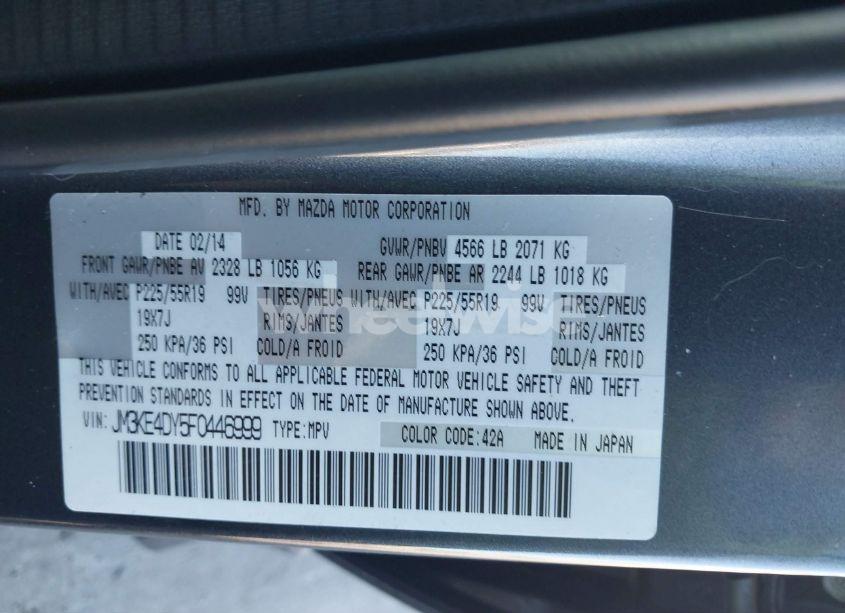 MFD. BY MAZDA MOTOR CORPORATION
DATE 02/14 GVWR/PNBV 4566 LB 2071 KG
FRONT GAWR/PNBE AV 2328 LB 1056 KG REAR GAWR/PNBE AR 2244 LB 1018 KG
WITH/AVEC P225/55R19 99V TIRES/PNEUS WITH/AVEC P225/55R19 99V TIRES/PNEUS
19X7J RIMS/JANTES 19X7J RIMS/JANTES
250 KPA/36 PSI COLD/A FROID 250 KPA/36 PSI COLD/A FROID
THIS VEHICLE CONFORMS TO ALL APPLICABLE FEDERAL MOTOR VEHICLE SAFETY AND THEFT
PREVENTION STANDARDS IN EFFECT ON THE DATE OF MANUFACTURE SHOWN ABOVE.
VIN: JM3KE4DY5F0446999 TYPE:MPV COLOR CODE:42A MADE IN JAPAN
wheelwise